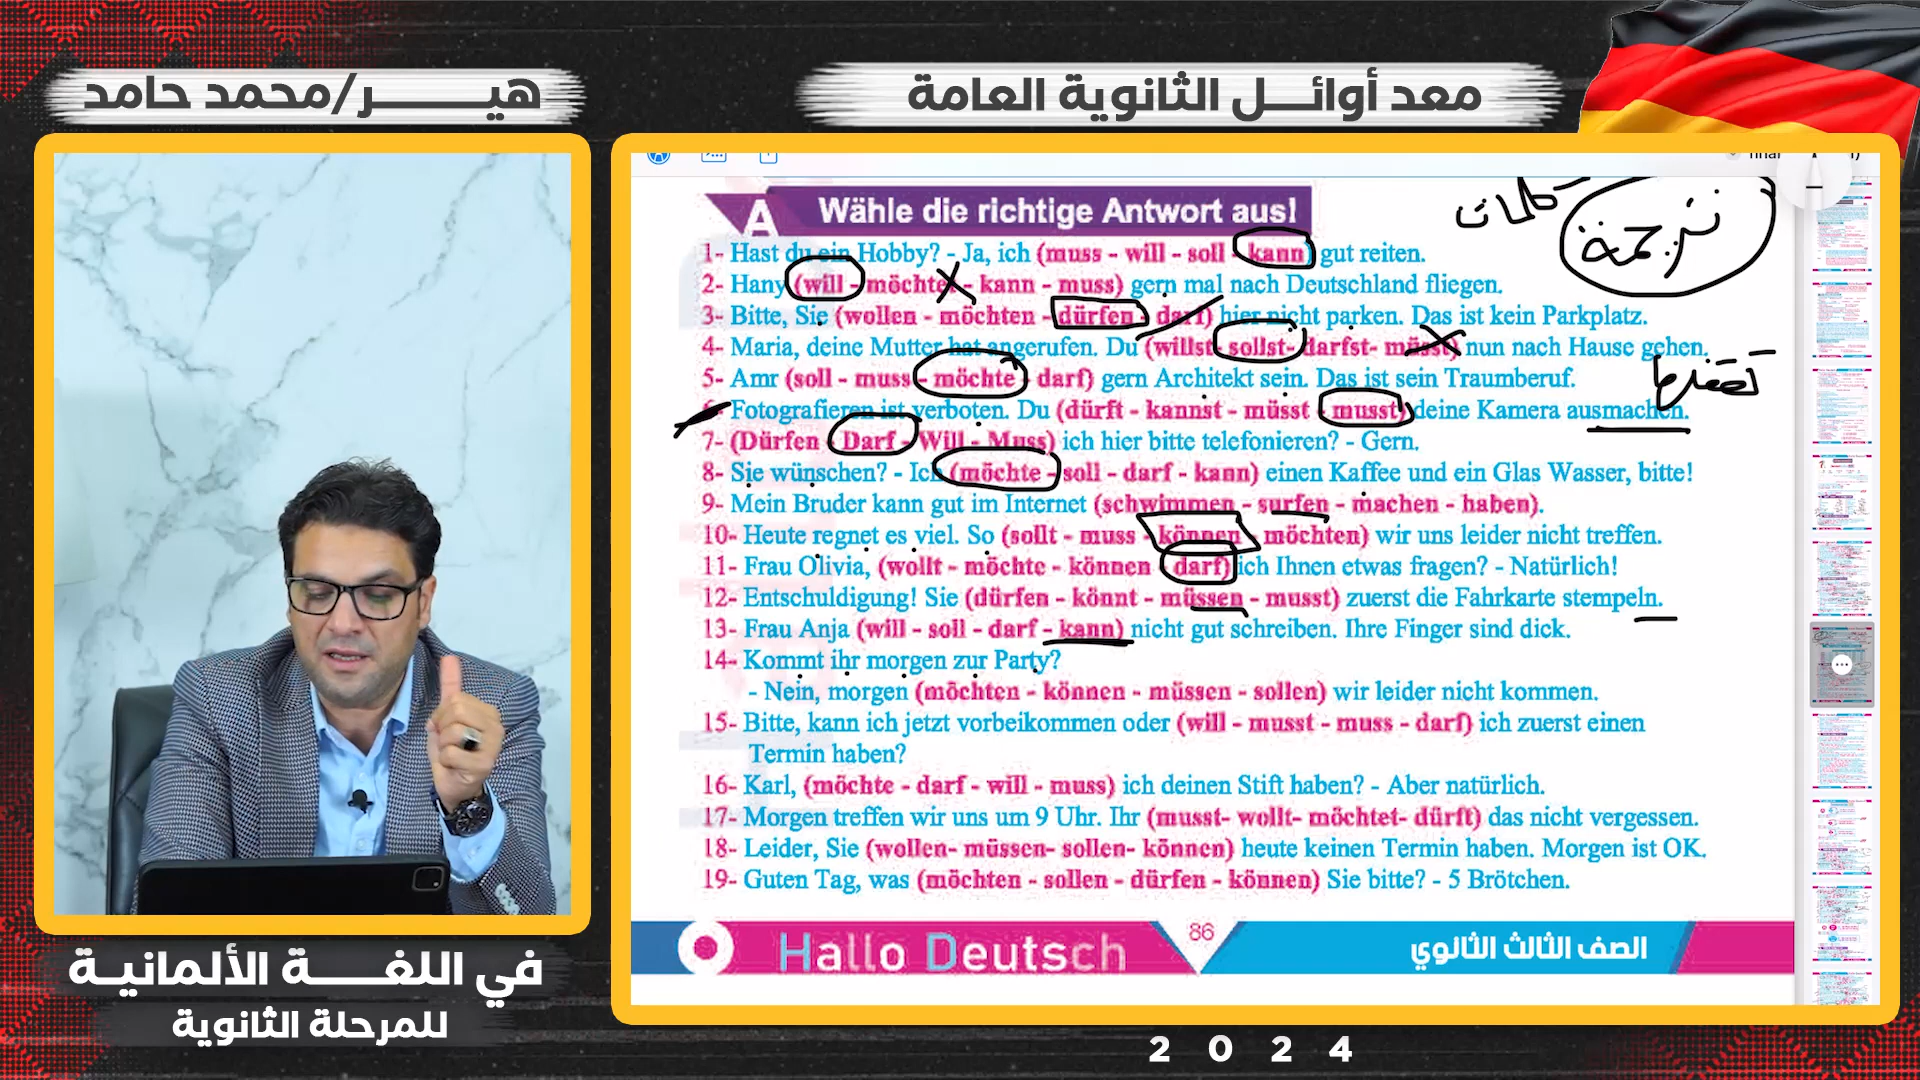 هيـــر/محمد حامد
معد أوائــل الثانوية العامة
كلمات
ترجمة
A Wähle die richtige Antwort aus!
1- Hast du ein Hobby? - Ja, ich (muss - will - soll - kann) gut reiten.
2- Hany (will - möchte - kann - muss) gern mal nach Deutschland fliegen.
3- Bitte, Sie (wollen - möchten - dürfen - darf) hier nicht parken. Das ist kein Parkplatz.
4- Maria, deine Mutter hat angerufen. Du (willst- sollst- darfst- müsst) nun nach Hause gehen.
5- Amr (soll - muss - möchte - darf) gern Architekt sein. Das ist sein Traumberuf.
6- Fotografieren ist verboten. Du (dürft - kannst - müsst - musst) deine Kamera ausmachen.
7- (Dürfen - Darf - Will - Muss) ich hier bitte telefonieren? - Gern.
8- Sie wünschen? - Ich (möchte - soll - darf - kann) einen Kaffee und ein Glas Wasser, bitte!
9- Mein Bruder kann gut im Internet (schwimmen - surfen - machen - haben).
10- Heute regnet es viel. So (sollt - muss - können - möchten) wir uns leider nicht treffen.
11- Frau Olivia, (wollt - möchte - können - darf) ich Ihnen etwas fragen? - Natürlich!
12- Entschuldigung! Sie (dürfen - könnt - müssen - musst) zuerst die Fahrkarte stempeln.
13- Frau Anja (will - soll - darf - kann) nicht gut schreiben. Ihre Finger sind dick.
14- Kommt ihr morgen zur Party?
- Nein, morgen (möchten - können - müssen - sollen) wir leider nicht kommen.
15- Bitte, kann ich jetzt vorbeikommen oder (will - musst - muss - darf) ich zuerst einen
Termin haben?
16- Karl, (möchte - darf - will - muss) ich deinen Stift haben? - Aber natürlich.
17- Morgen treffen wir uns um 9 Uhr. Ihr (musst- wollt- möchtet- dürft) das nicht vergessen.
18- Leider, Sie (wollen- müssen- sollen- können) heute keinen Termin haben. Morgen ist OK.
19- Guten Tag, was (möchten - sollen - dürfen - können) Sie bitte? - 5 Brötchen.
Hallo Deutsch
86
الصف الثالث الثانوي
في اللغـــة الألمانية
للمرحلة الثانوية
2024